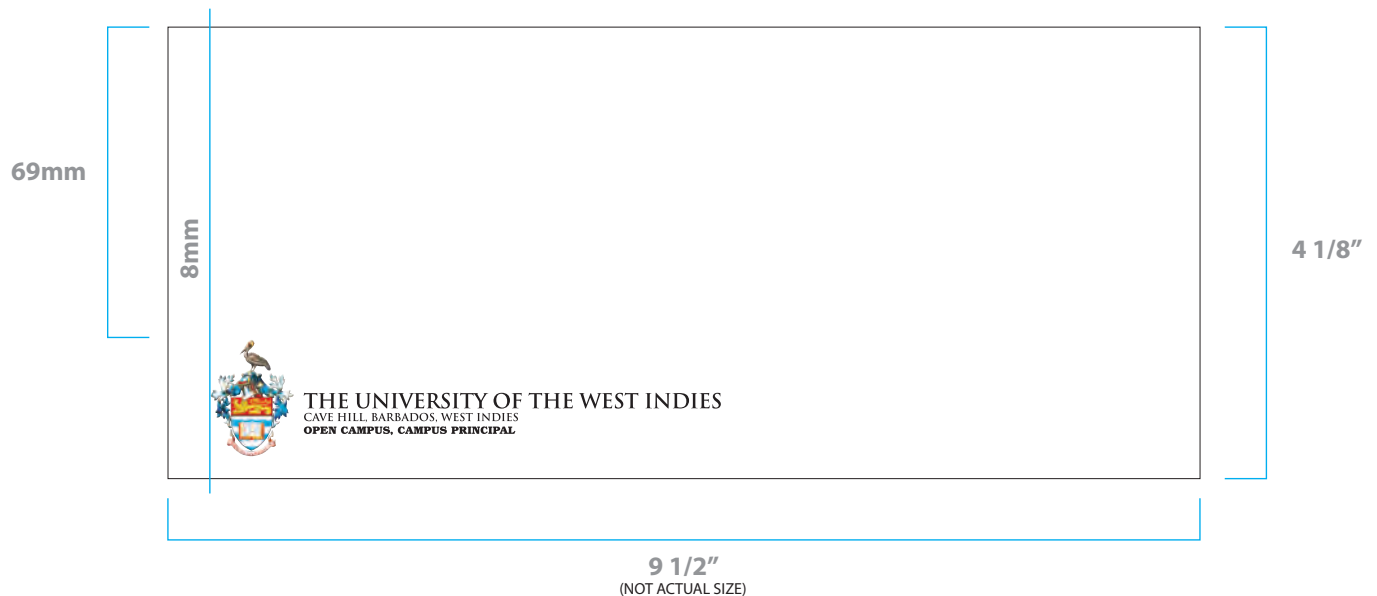 69mm
8mm
4 1/8”
THE UNIVERSITY OF THE WEST INDIES
CAVE HILL, BARBADOS, WEST INDIES
OPEN CAMPUS, CAMPUS PRINCIPAL
9 1/2”
(NOT ACTUAL SIZE)